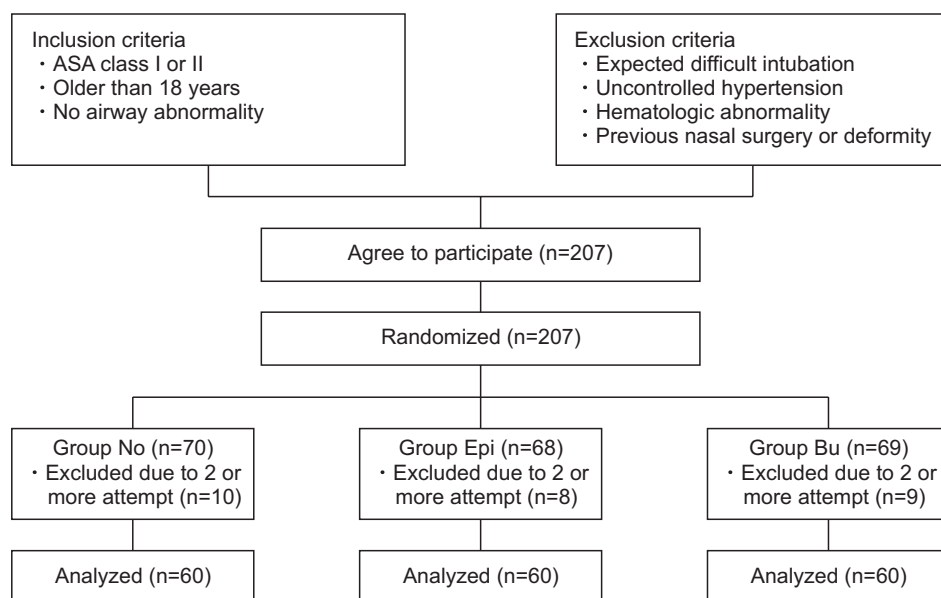 Inclusion criteria
・ASA class I or II
・Older than 18 years
・No airway abnormality
Exclusion criteria
・Expected difficult intubation
・Uncontrolled hypertension
・Hematologic abnormality
・Previous nasal surgery or deformity
Agree to participate (n=207)
Randomized (n=207)
Group No (n=70)
・Excluded due to 2 or
more attempt (n=10)
Group Epi (n=68)
・Excluded due to 2 or
more attempt (n=8)
Group Bu (n=69)
・Excluded due to 2 or
more attempt (n=9)
Analyzed (n=60)
Analyzed (n=60)
Analyzed (n=60)